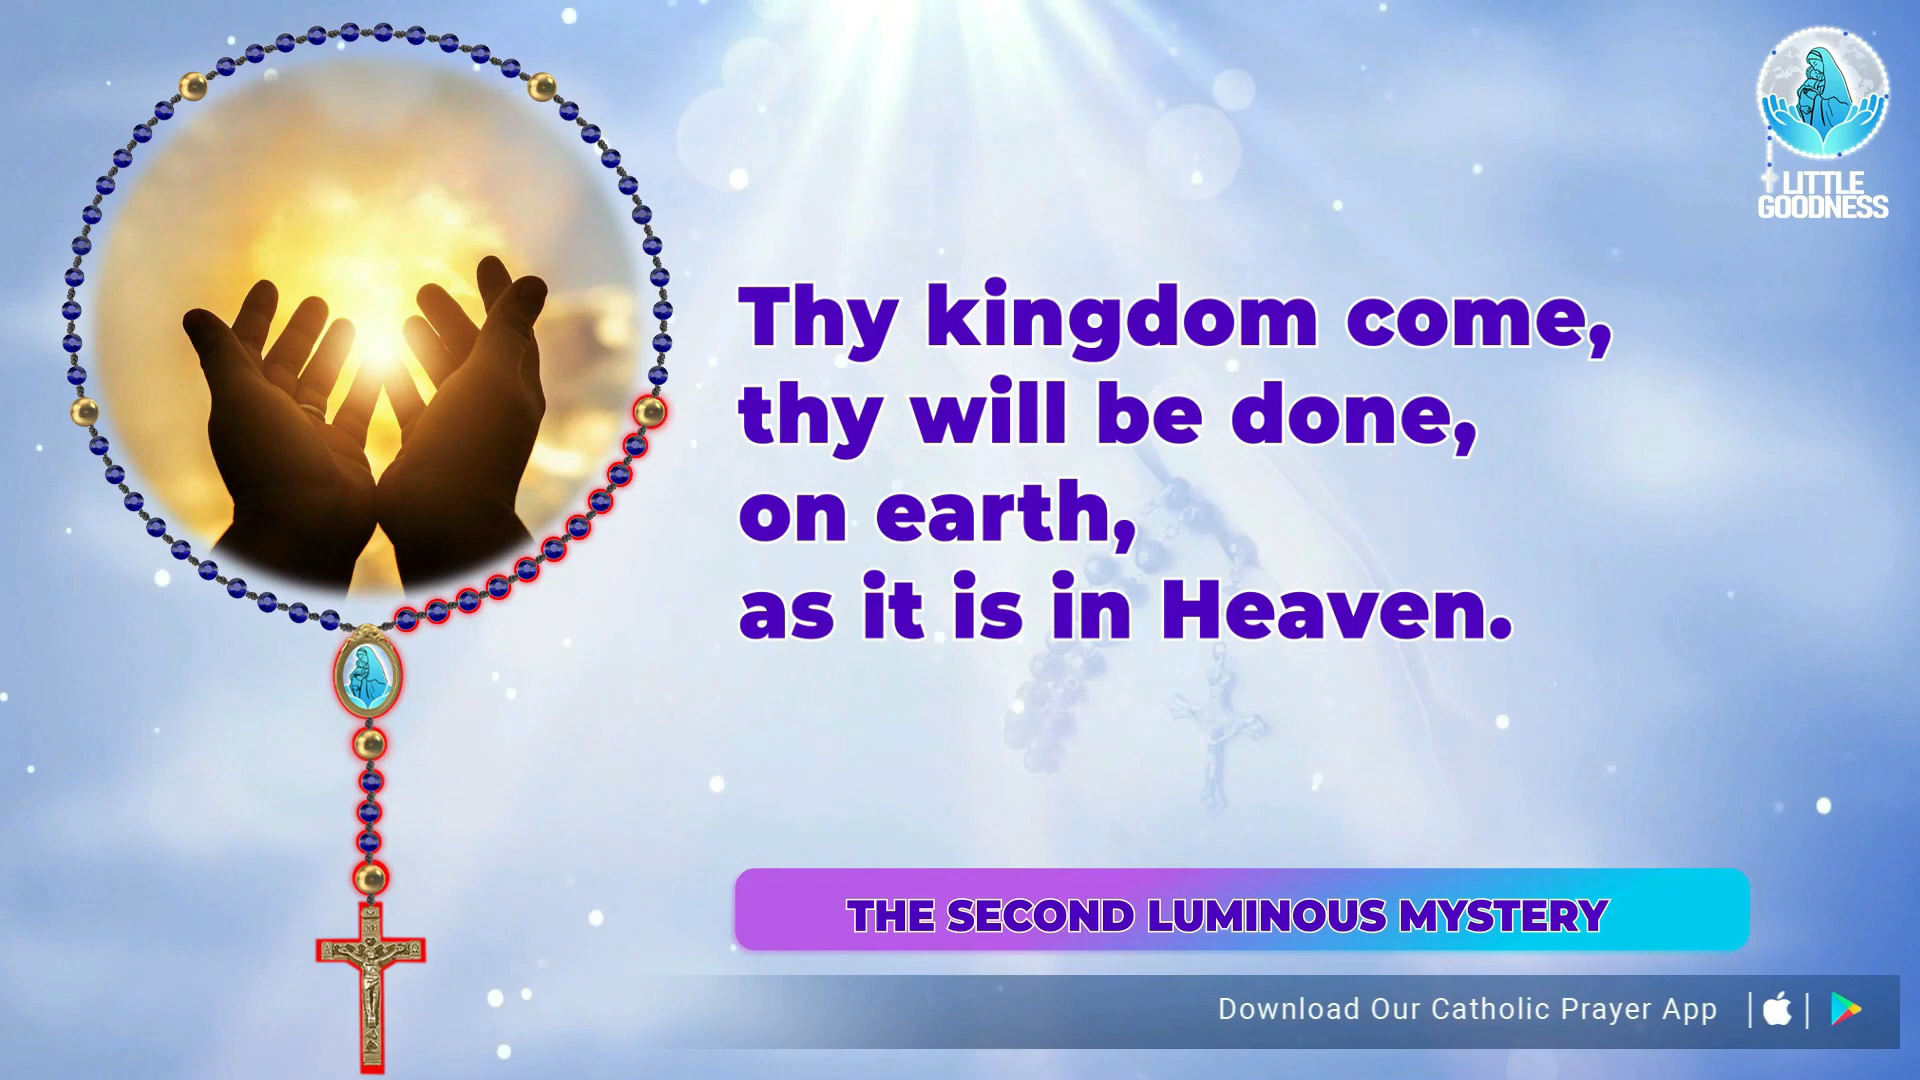 LITTLE
GOODNESS
Thy kingdom come,
thy will be done,
on earth,
as it is in Heaven.
THE SECOND LUMINOUS MYSTERY
Download Our Catholic Prayer App